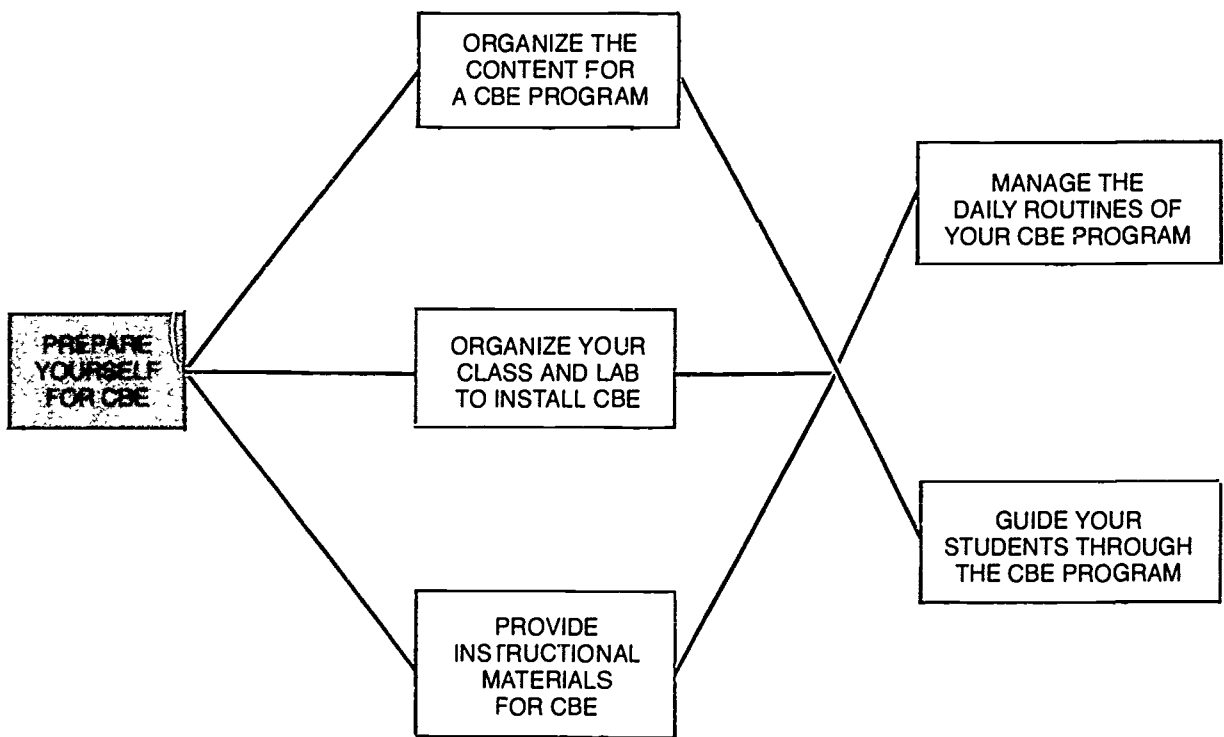 PREPARE
YOURSELF
FOR CBE
ORGANIZE THE
CONTENT FOR
A CBE PROGRAM
ORGANIZE YOUR
CLASS AND LAB
TO INSTALL CBE
PROVIDE
INSTRUCTIONAL
MATERIALS
FOR CBE
MANAGE THE
DAILY ROUTINES OF
YOUR CBE PROGRAM
GUIDE YOUR
STUDENTS THROUGH
THE CBE PROGRAM